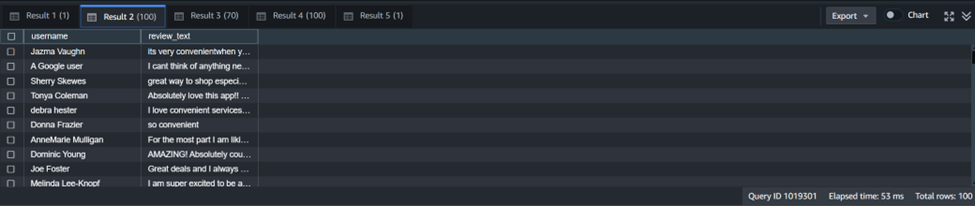 Result 1 (1) Result 2 (100) Result 3 (70) Result 4 (100) Result 5 (1) Export Chart
username review_text
Jazma Vaughn Its very convenientwhen y...
A Google user I cant think of anything ne...
Sherry Skewes great way to shop especi...
Tonya Coleman Absolutely love this app!! ...
debra hester I love convenient services...
Donna Frazier so convenient
AnneMarie Mulligan For the most part I am liki...
Dominic Young AMAZING! Absolutely cou...
Joe Foster Great deals and I always ...
Melinda Lee-Knopf I am super excited to be a...
Query ID 1019301 Elapsed time: 53 ms Total rows: 100